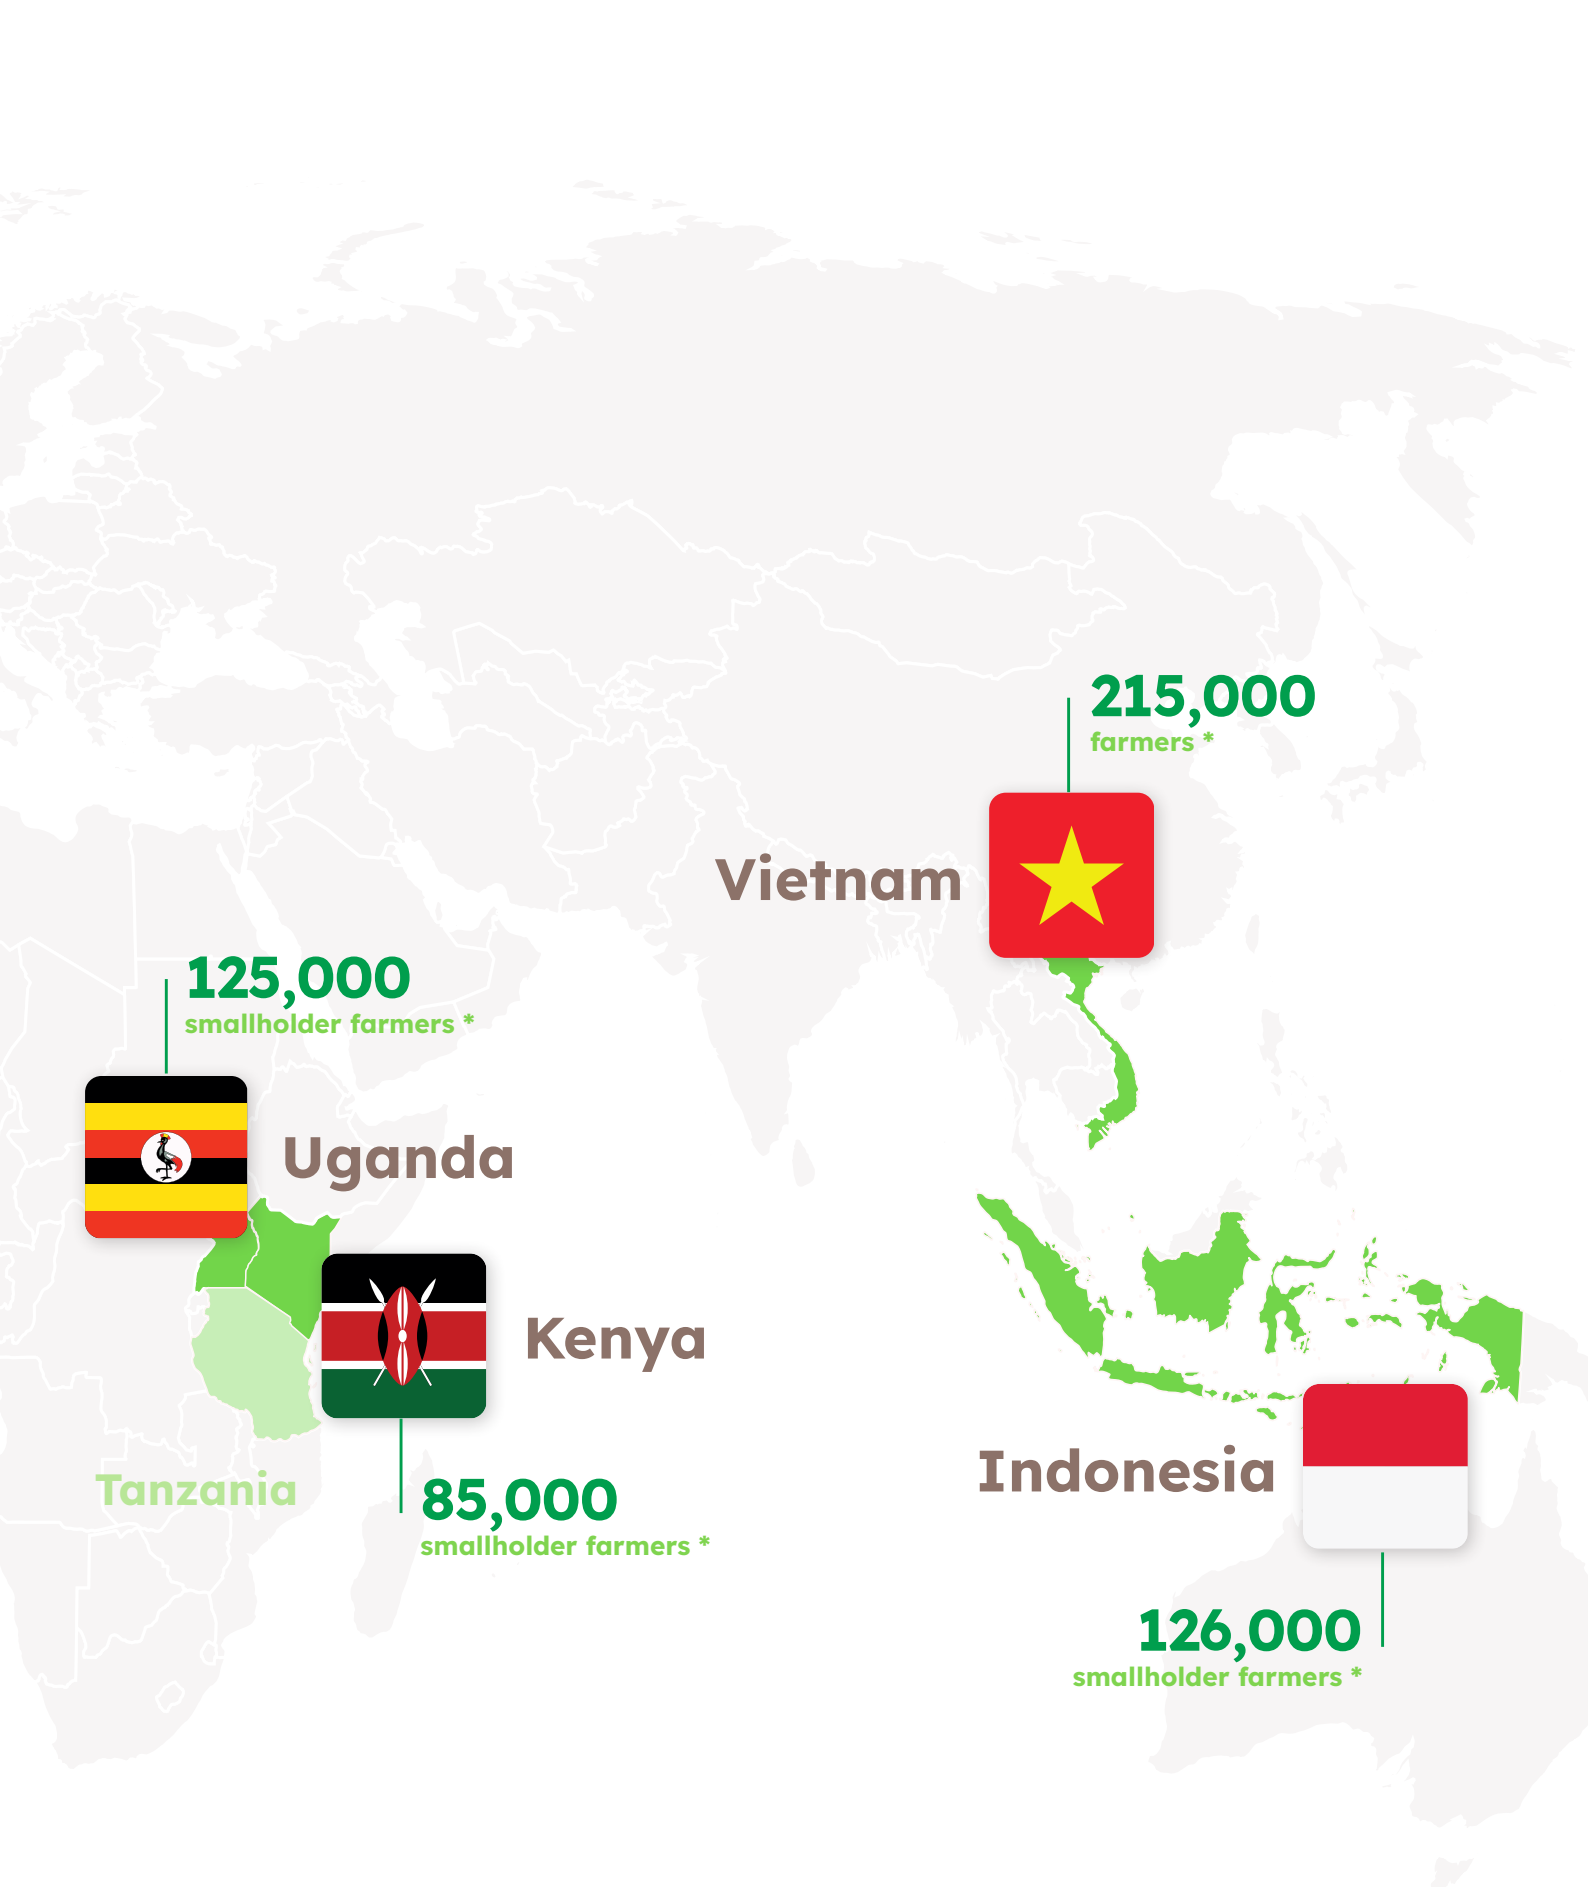 215,000
farmers *
Vietnam
125,000
smallholder farmers *
Uganda
Kenya
Tanzania
85,000
smallholder farmers *
Indonesia
126,000
smallholder farmers *